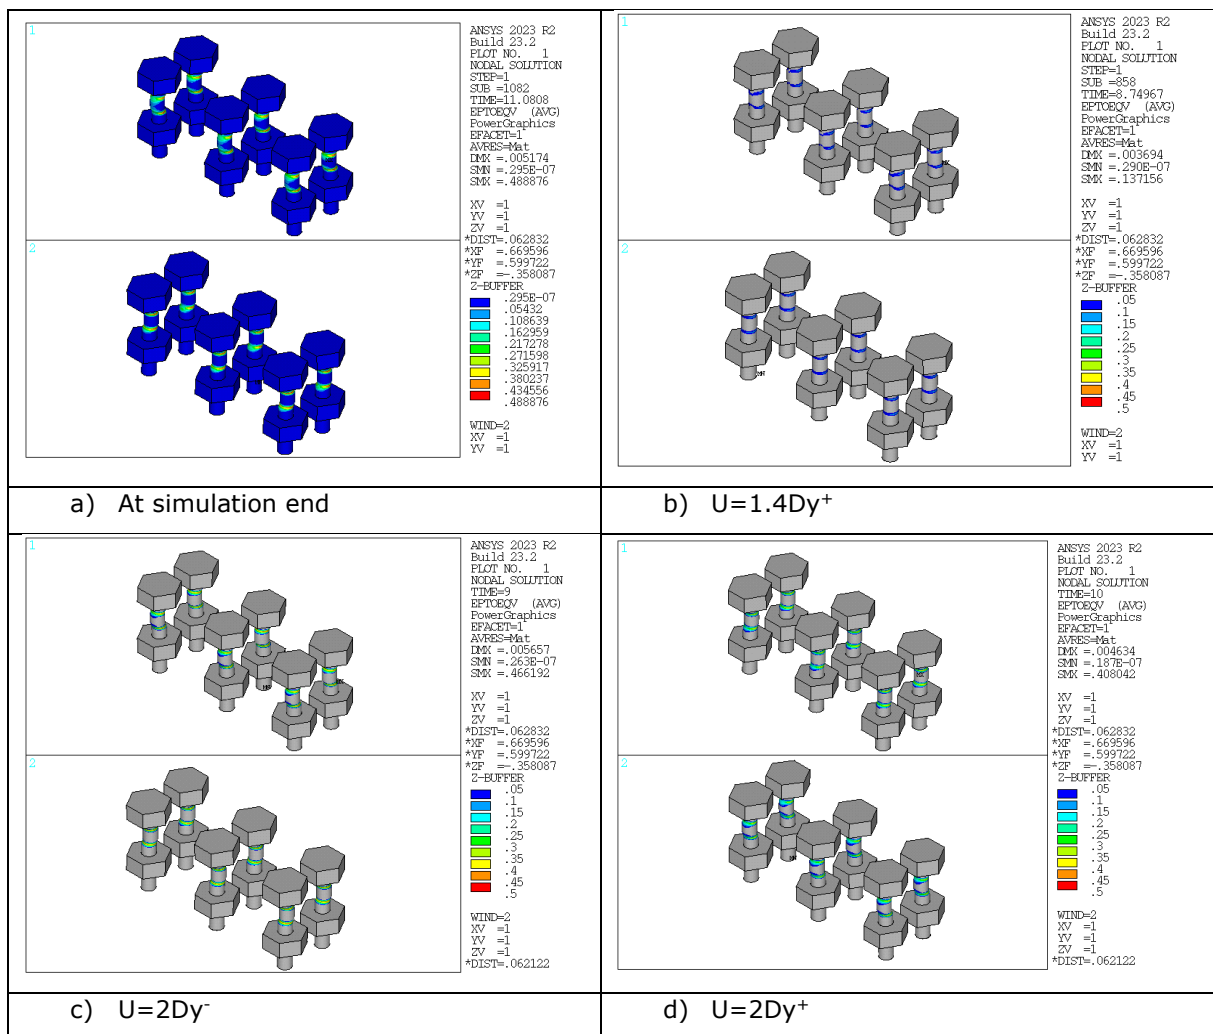 1
ANSYS 2023 R2
Build 23.2
PLOT NO. 1
NODAL SOLUTION
STEP=1
SUB =1082
TIME=11.0808
EPTOEQV (AVG)
PowerGraphics
EFACET=1
AVRES=Mat
DMX =.005174
SMN =.295E-07
SMX =.488876
XV =1
YV =1
ZV =1
*DIST=.062832
*XF =.669596
*YF =.599722
*ZF =-.358087
Z-BUFFER
.295E-07
.05432
.108639
.162959
.217278
.271598
.325917
.380237
.434556
.488876
WIND=2
XV =1
YV =1
2
a) At simulation end
1
ANSYS 2023 R2
Build 23.2
PLOT NO. 1
NODAL SOLUTION
STEP=1
SUB =858
TIME=8.74967
EPTOEQV (AVG)
PowerGraphics
EFACET=1
AVRES=Mat
DMX =.003694
SMN =.290E-07
SMX =.137156
XV =1
YV =1
ZV =1
*DIST=.062832
*XF =.669596
*YF =.599722
*ZF =-.358087
Z-BUFFER
.05
.1
.15
.2
.25
.3
.35
.4
.45
.5
WIND=2
XV =1
YV =1
MX
2
MN
b) U=1.4Dy⁺
1
ANSYS 2023 R2
Build 23.2
PLOT NO. 1
NODAL SOLUTION
TIME=9
EPTOEQV (AVG)
PowerGraphics
EFACET=1
AVRES=Mat
DMX =.005657
SMN =.263E-07
SMX =.466192
XV =1
YV =1
ZV =1
*DIST=.062832
*XF =.669596
*YF =.599722
*ZF =-.358087
Z-BUFFER
.05
.1
.15
.2
.25
.3
.35
.4
.45
.5
WIND=2
XV =1
YV =1
ZV =1
*DIST=.062122
MX
MN
2
c) U=2Dy⁻
1
ANSYS 2023 R2
Build 23.2
PLOT NO. 1
NODAL SOLUTION
TIME=10
EPTOEQV (AVG)
PowerGraphics
EFACET=1
AVRES=Mat
DMX =.004634
SMN =.187E-07
SMX =.408042
XV =1
YV =1
ZV =1
*DIST=.062832
*XF =.669596
*YF =.599722
*ZF =-.358087
Z-BUFFER
.05
.1
.15
.2
.25
.3
.35
.4
.45
.5
WIND=2
XV =1
YV =1
ZV =1
*DIST=.062122
MX
2
MN
d) U=2Dy⁺